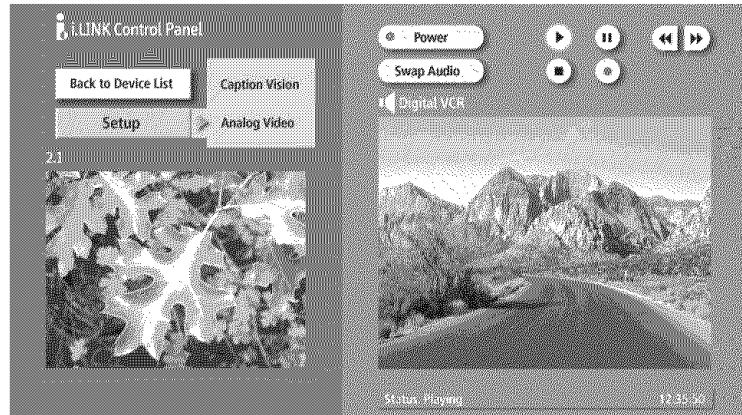 i.LINK Control Panel
Back to Device List
Setup
Caption Vision
Analog Video
2.1
Power
Swap Audio
Digital VCR
Status: Playing
12:35:50